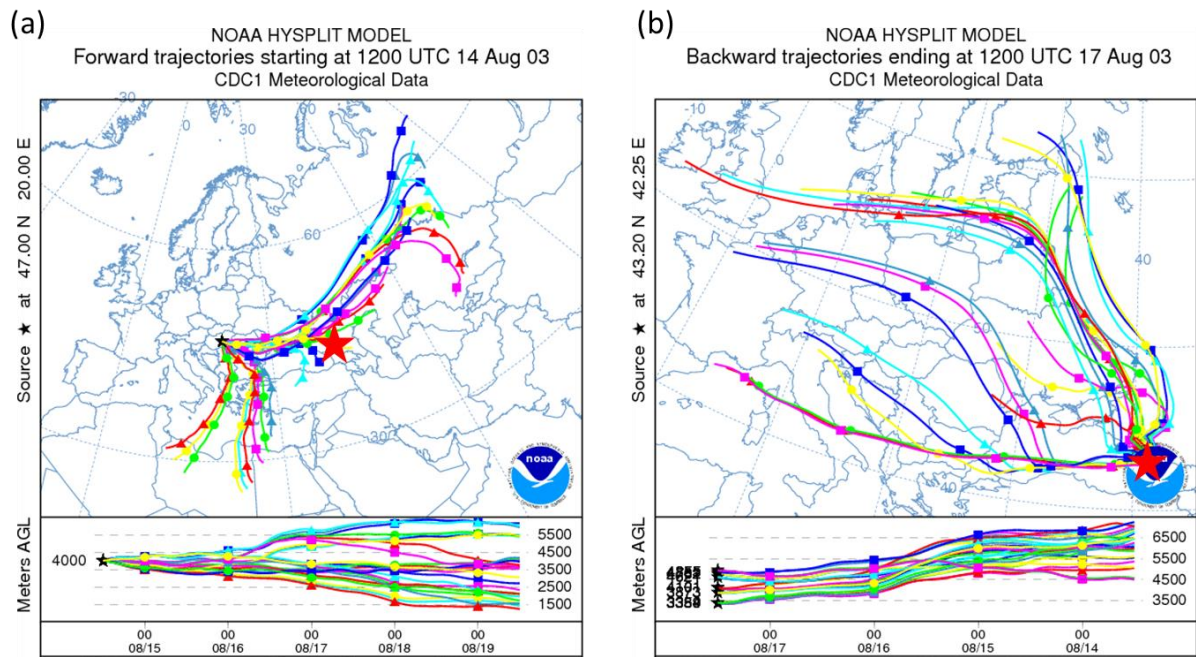 (a)
NOAA HYSPLIT MODEL
Forward trajectories starting at 1200 UTC 14 Aug 03
CDC1 Meteorological Data
Source ★ at 47.00 N 20.00 E
-30
0
30
60
60
30
-30
noaa
Meters AGL
4000
5500
4500
3500
2500
1500
00 00 00 00 00
08/15 08/16 08/17 08/18 08/19
(b)
NOAA HYSPLIT MODEL
Backward trajectories ending at 1200 UTC 17 Aug 03
CDC1 Meteorological Data
Source ★ at 43.20 N 42.25 E
-10
0
40
50
40
noaa
Meters AGL
6500
5500
4500
3500
00 00 00 00
08/17 08/16 08/15 08/14